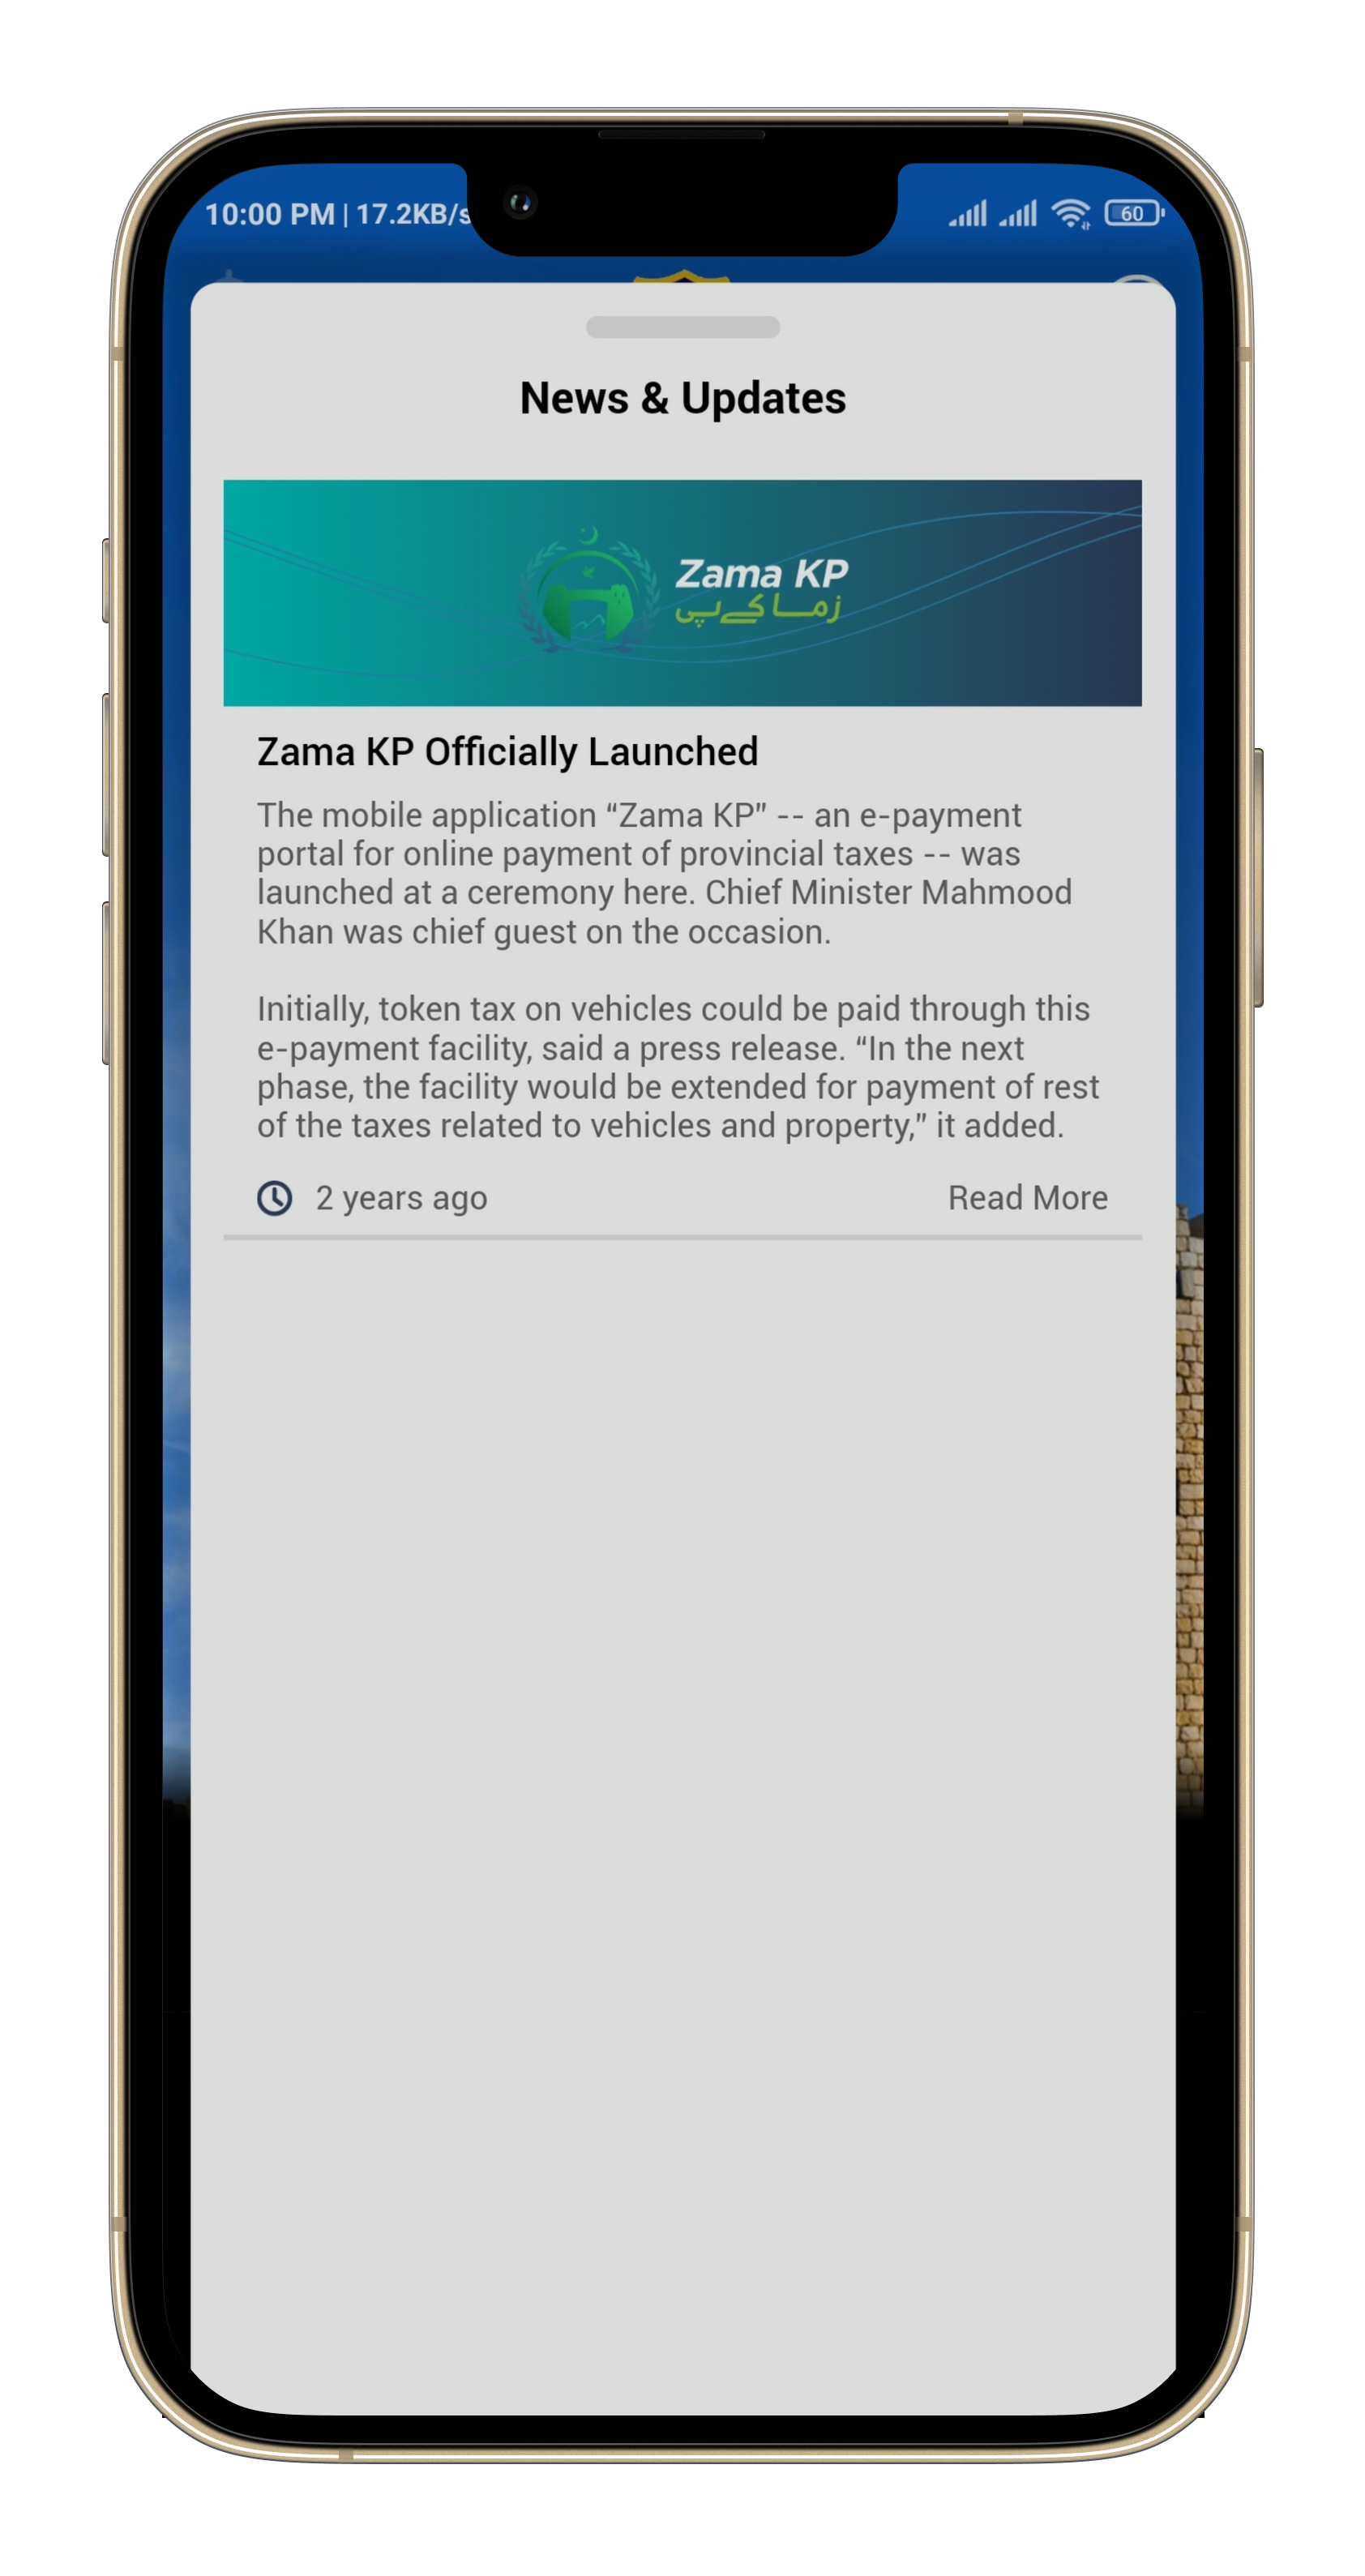 10:00 PM | 17.2KB/s
60
News & Updates
Zama KP
زما کے پی
Zama KP Officially Launched
The mobile application “Zama KP” -- an e-payment
portal for online payment of provincial taxes -- was
launched at a ceremony here. Chief Minister Mahmood
Khan was chief guest on the occasion.
Initially, token tax on vehicles could be paid through this
e-payment facility, said a press release. “In the next
phase, the facility would be extended for payment of rest
of the taxes related to vehicles and property,” it added.
2 years ago
Read More